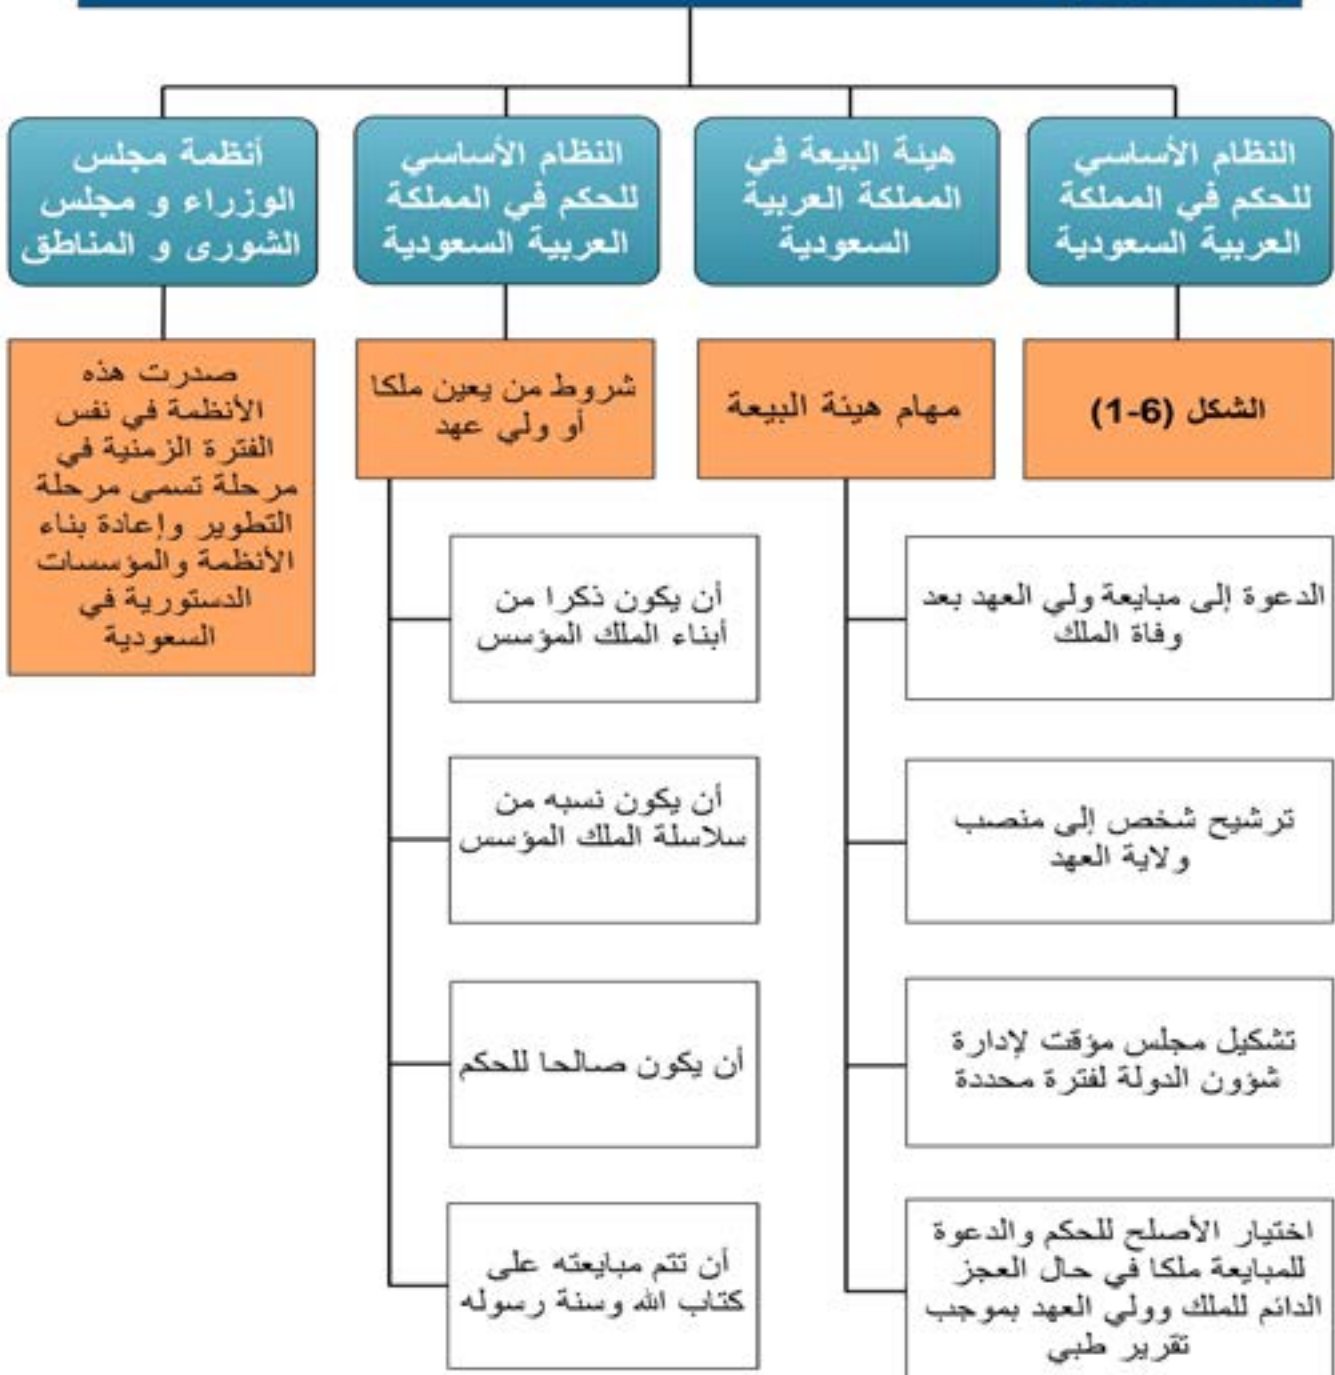 النظام الأساسي
للحكم في المملكة
العربية السعودية
هيئة البيعة في
المملكة العربية
السعودية
النظام الأساسي
للحكم في المملكة
العربية السعودية
أنظمة مجلس
الوزراء و مجلس
الشورى و المناطق
الشكل (6-1)
مهام هيئة البيعة
شروط من يعين ملكا
أو ولي عهد
صدرت هذه
الأنظمة في نفس
الفترة الزمنية في
مرحلة تسمى مرحلة
التطوير وإعادة بناء
الأنظمة والمؤسسات
الدستورية في
السعودية
الدعوة إلى مبايعة ولي العهد بعد
وفاة الملك
ترشيح شخص إلى منصب
ولاية العهد
تشكيل مجلس مؤقت لإدارة
شؤون الدولة لفترة محددة
اختيار الأصلح للحكم والدعوة
للمبايعة ملكا في حال العجز
الدائم للملك وولي العهد بموجب
تقرير طبي
أن يكون ذكرا من
أبناء الملك المؤسس
أن يكون نسبه من
سلاسلة الملك المؤسس
أن يكون صالحا للحكم
أن تتم مبايعته على
كتاب الله وسنة رسوله